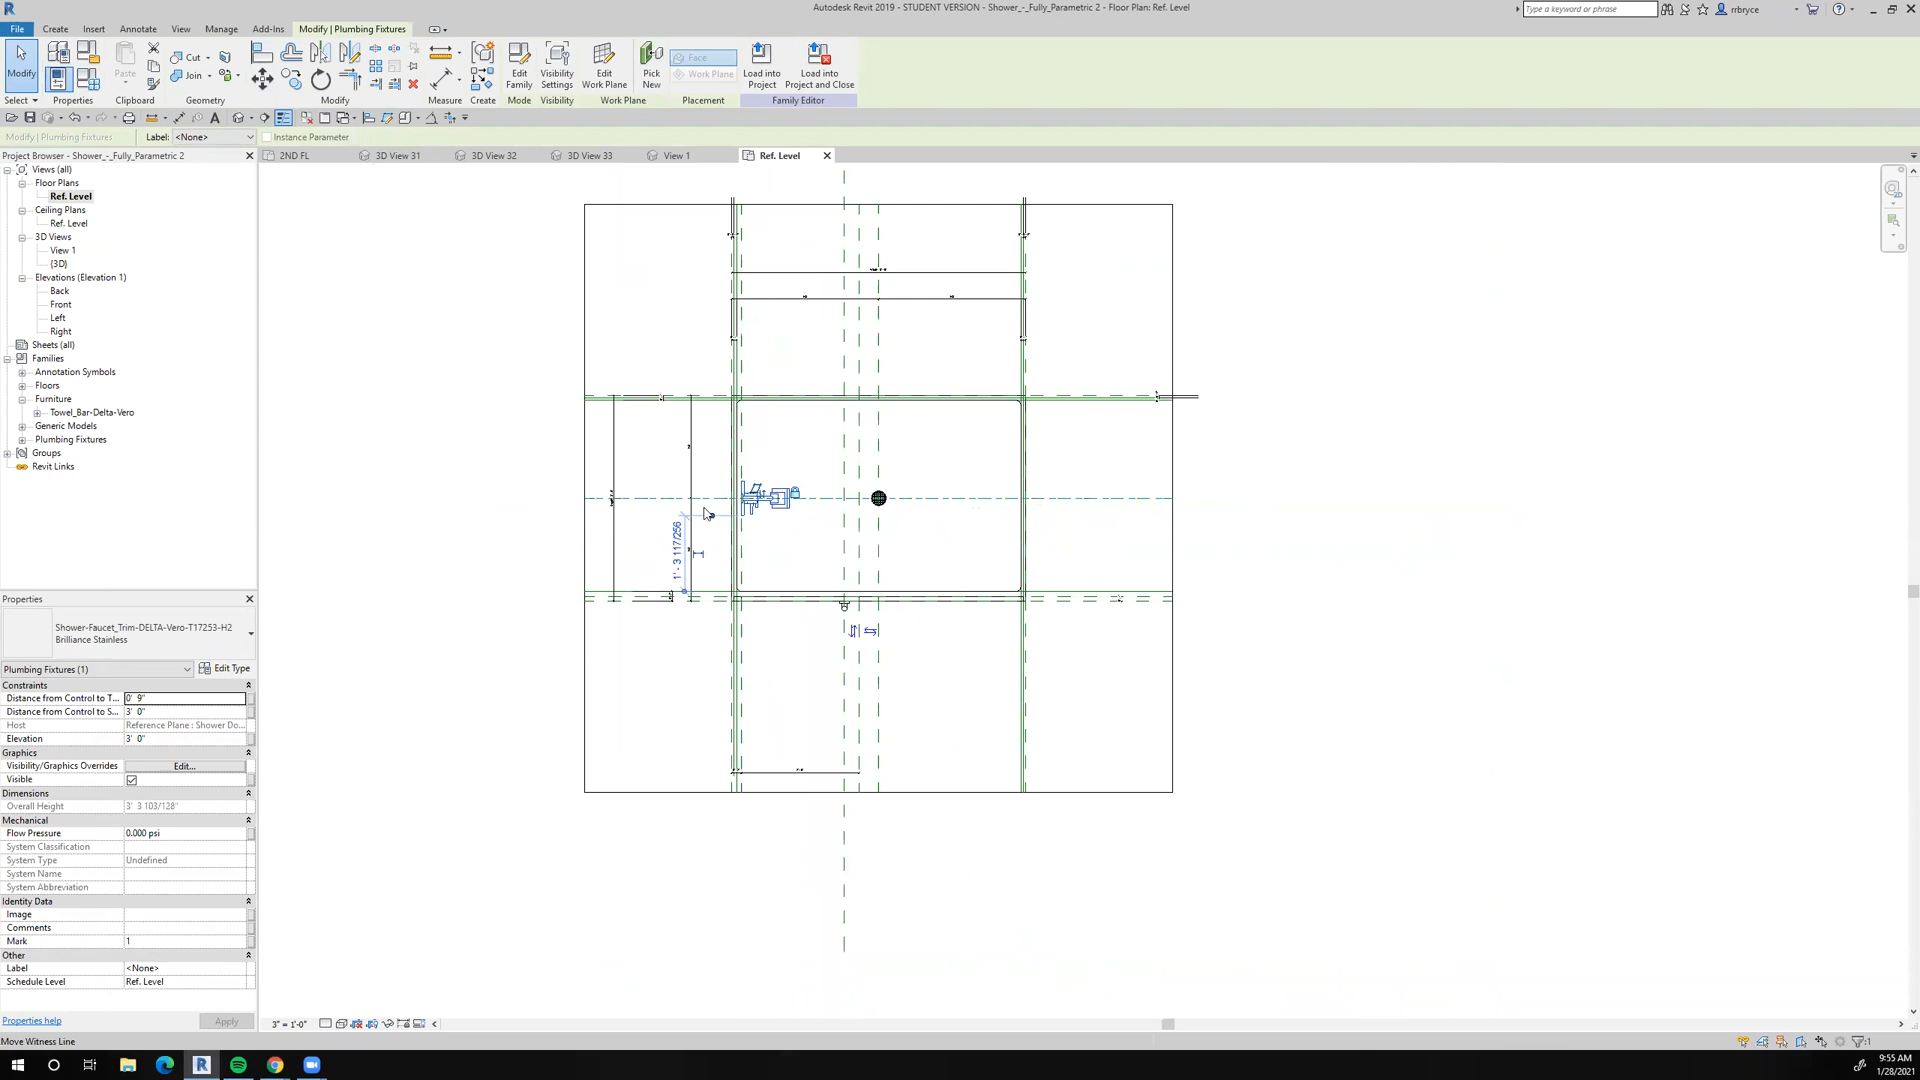 Autodesk Revit 2019 - STUDENT VERSION - Shower_-_Fully_Parametric 2 - Floor Plan: Ref. Level
Type a keyword or phrase
rrbryce
File
Create
Insert
Annotate
View
Manage
Add-Ins
Modify | Plumbing Fixtures
Modify
Paste
Cut
Join
Edit
Family
Visibility
Settings
Edit
Work Plane
Pick
New
Face
Work Plane
Load into
Project
Load into
Project and Close
Select
Properties
Clipboard
Geometry
Modify
Measure
Create
Mode
Visibility
Work Plane
Placement
Family Editor
Modify | Plumbing Fixtures
Label:
<None>
Instance Parameter
Project Browser - Shower_-_Fully_Parametric 2
2ND FL
3D View 31
3D View 32
3D View 33
View 1
Ref. Level
Views (all)
Floor Plans
Ref. Level
Ceiling Plans
Ref. Level
3D Views
View 1
{3D}
Elevations (Elevation 1)
Back
Front
Left
Right
Sheets (all)
Families
Annotation Symbols
Floors
Furniture
Towel_Bar-Delta-Vero
Generic Models
Plumbing Fixtures
Groups
Revit Links
1' - 3 117/256
Properties
Shower-Faucet_Trim-DELTA-Vero-T17253-H2
Brilliance Stainless
Plumbing Fixtures (1)
Edit Type
Constraints
Distance from Control to T... 0' 9"
Distance from Control to S... 3' 0"
Host Reference Plane : Shower Do...
Elevation 3' 0"
Graphics
Visibility/Graphics Overrides Edit...
Visible
Dimensions
Overall Height 3' 3 103/128"
Mechanical
Flow Pressure 0.000 psi
System Classification
System Type Undefined
System Name
System Abbreviation
Identity Data
Image
Comments
Mark 1
Other
Label <None>
Schedule Level Ref. Level
Properties help
Apply
3" = 1'-0"
Move Witness Line
:1
9:55 AM
1/28/2021